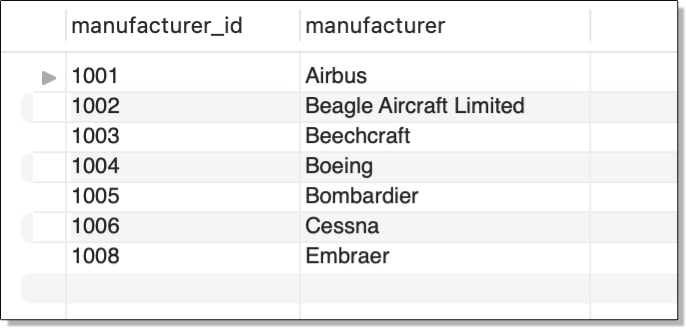 manufacturer_id manufacturer
1001 Airbus
1002 Beagle Aircraft Limited
1003 Beechcraft
1004 Boeing
1005 Bombardier
1006 Cessna
1008 Embraer